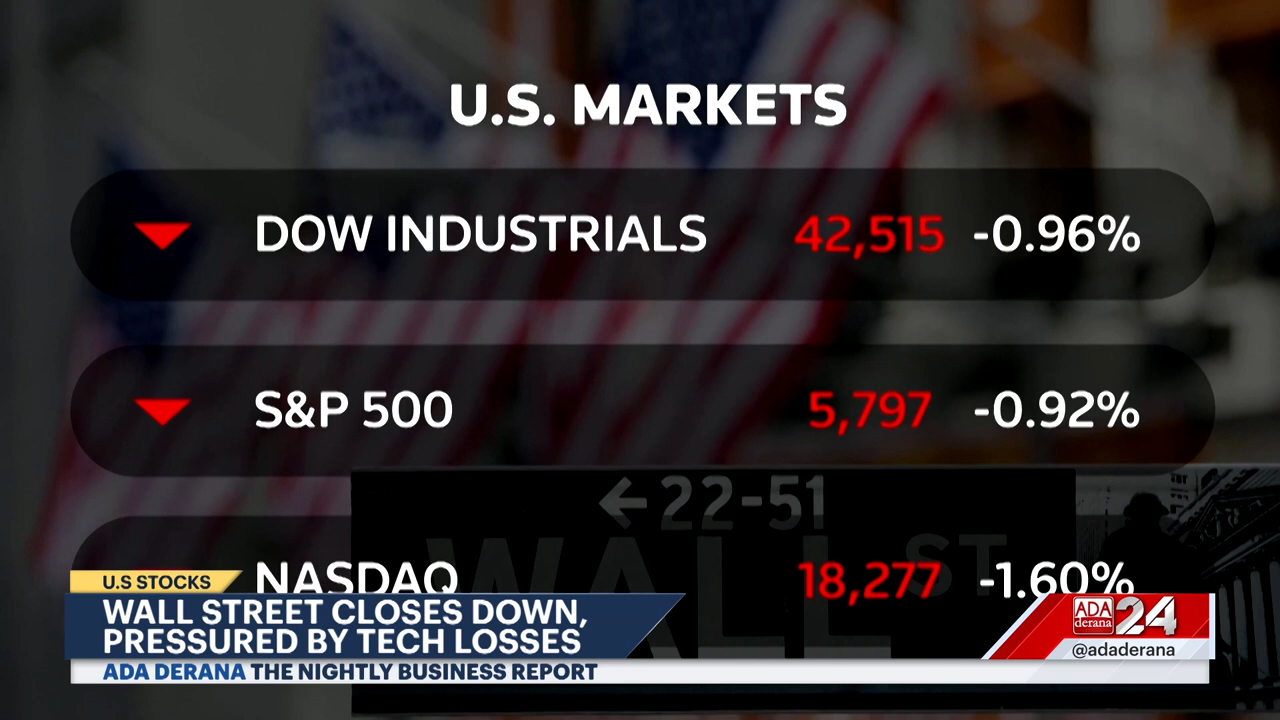 U.S. MARKETS
DOW INDUSTRIALS 42,515 -0.96%
S&P 500 5,797 -0.92%
←22-51
WALL ST
NASDAQ 18,277 -1.60%
U.S STOCKS
WALL STREET CLOSES DOWN,
PRESSURED BY TECH LOSSES
ADA DERANA THE NIGHTLY BUSINESS REPORT
ADA
derana 24
@adaderana